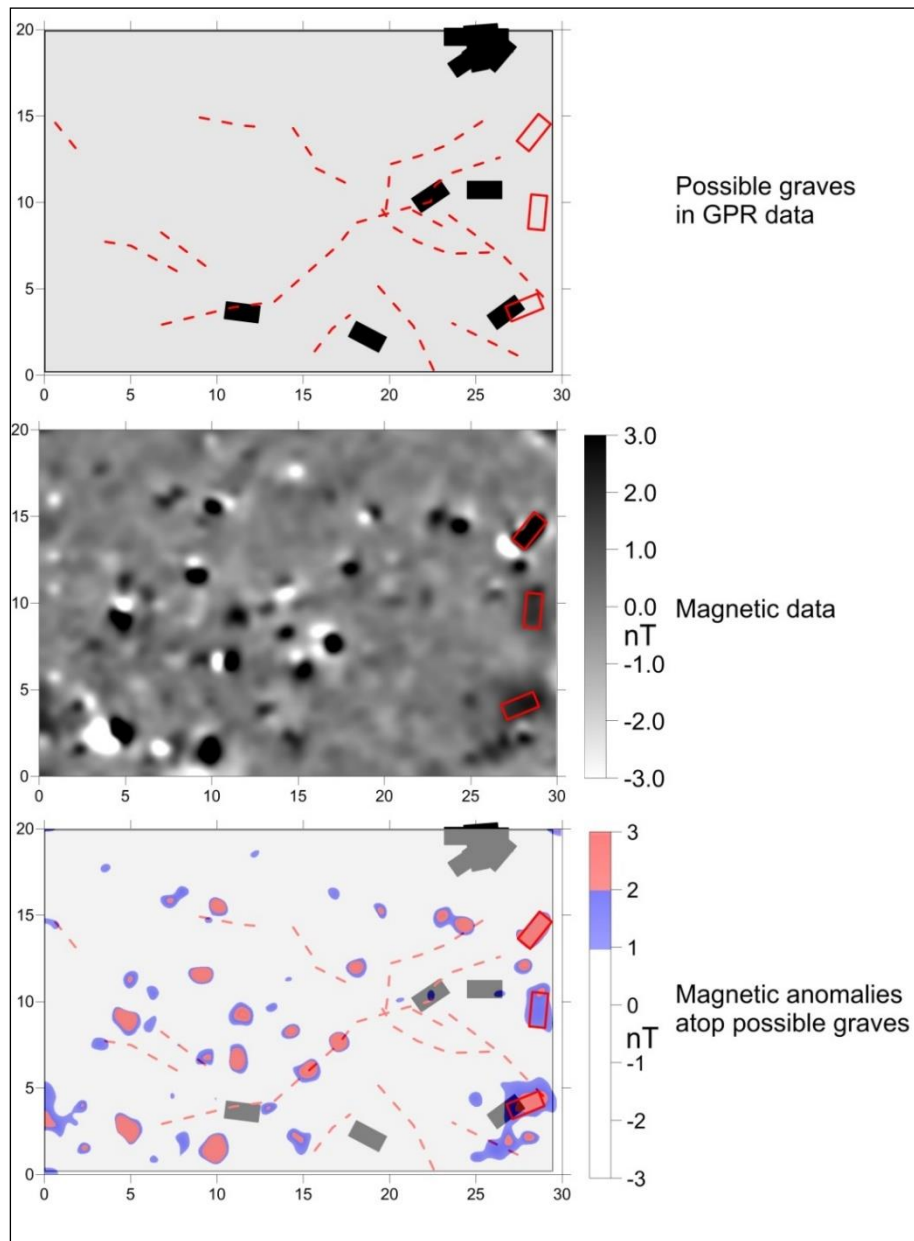 20
15
10
5
0
0 5 10 15 20 25 30
Possible graves
in GPR data
20
15
10
5
0
0 5 10 15 20 25 30
3.0
2.0
1.0
0.0
nT
-1.0
-2.0
-3.0
Magnetic data
20
15
10
5
0
0 5 10 15 20 25 30
3
2
1
0
nT
-1
-2
-3
Magnetic anomalies
atop possible graves